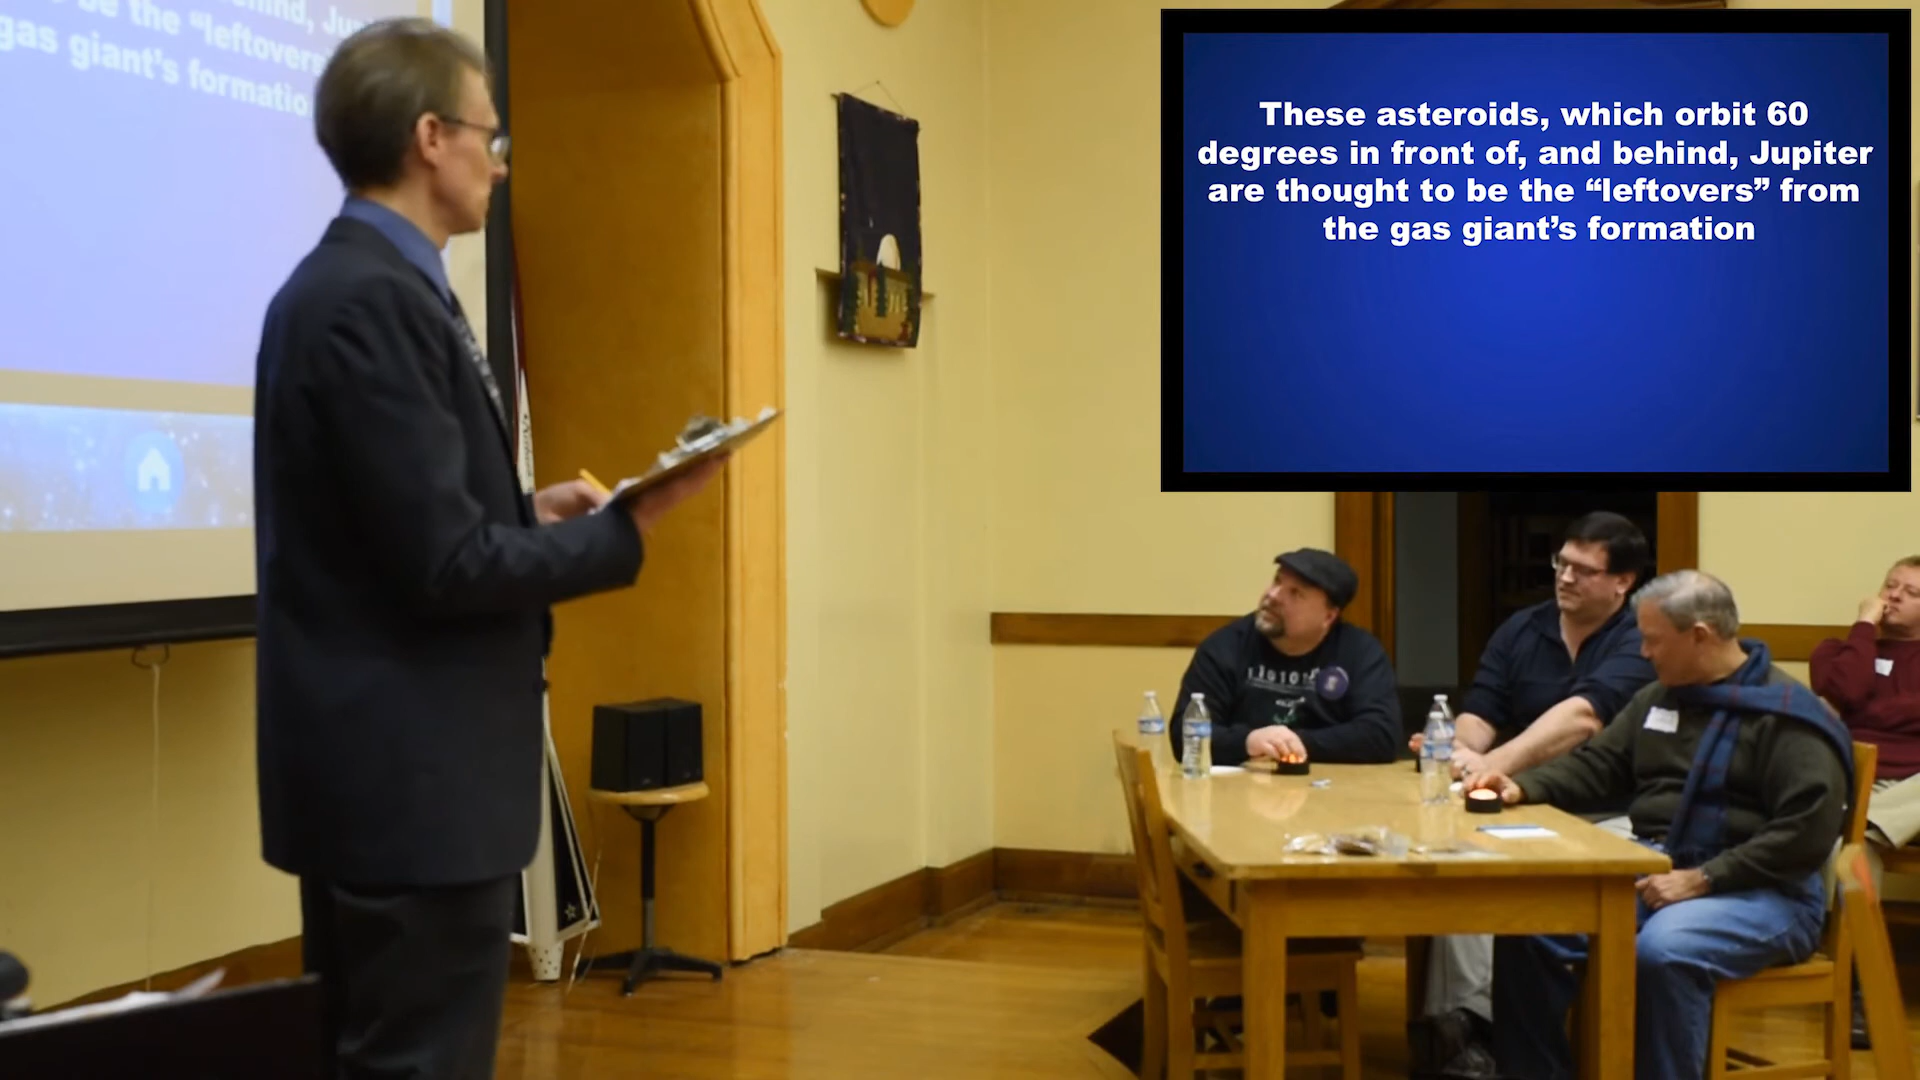 be the “leftovers
gas giant’s formatio
These asteroids, which orbit 60
degrees in front of, and behind, Jupiter
are thought to be the “leftovers” from
the gas giant’s formation